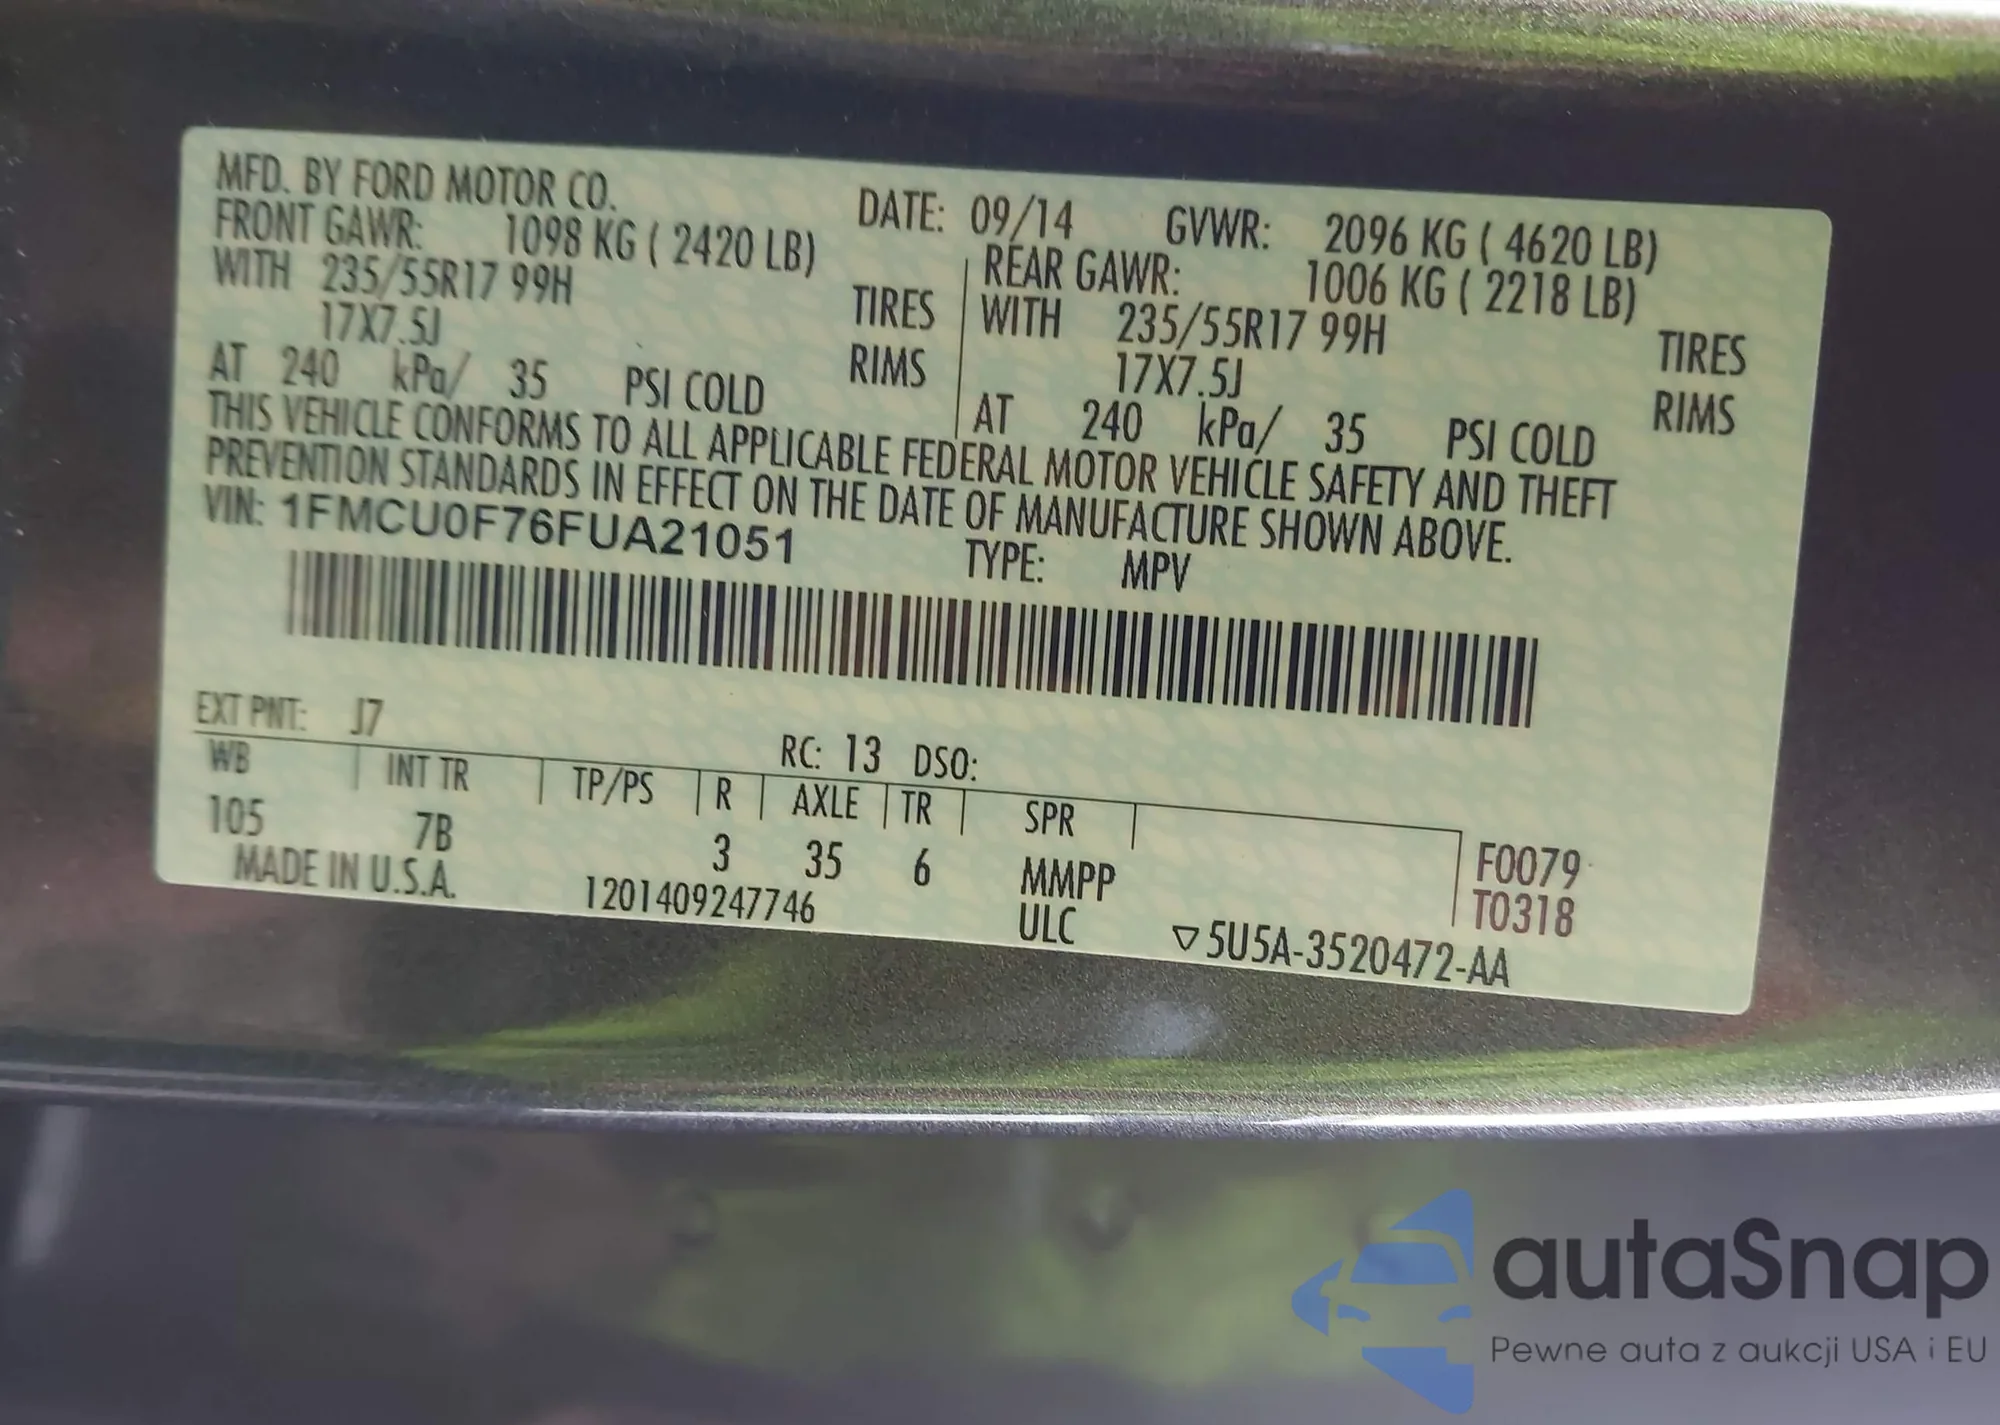 MFD. BY FORD MOTOR CO.
DATE: 09/14 GVWR: 2096 KG ( 4620 LB)
FRONT GAWR: 1098 KG ( 2420 LB)
REAR GAWR: 1006 KG ( 2218 LB)
WITH 235/55R17 99H TIRES
WITH 235/55R17 99H TIRES
17X7.5J RIMS
17X7.5J RIMS
AT 240 kPa/ 35 PSI COLD
AT 240 kPa/ 35 PSI COLD
THIS VEHICLE CONFORMS TO ALL APPLICABLE FEDERAL MOTOR VEHICLE SAFETY AND THEFT
PREVENTION STANDARDS IN EFFECT ON THE DATE OF MANUFACTURE SHOWN ABOVE.
VIN: 1FMCU0F76FUA21051
TYPE: MPV
EXT PNT: J7 RC: 13 DSO:
WB INT TR TP/PS R AXLE TR SPR
105 7B 3 35 6 MMPP
F0079
T0318
MADE IN U.S.A. 1201409247746 ULC
▽5U5A-3520472-AA
autaSnap
Pewne auta z aukcji USA i EU